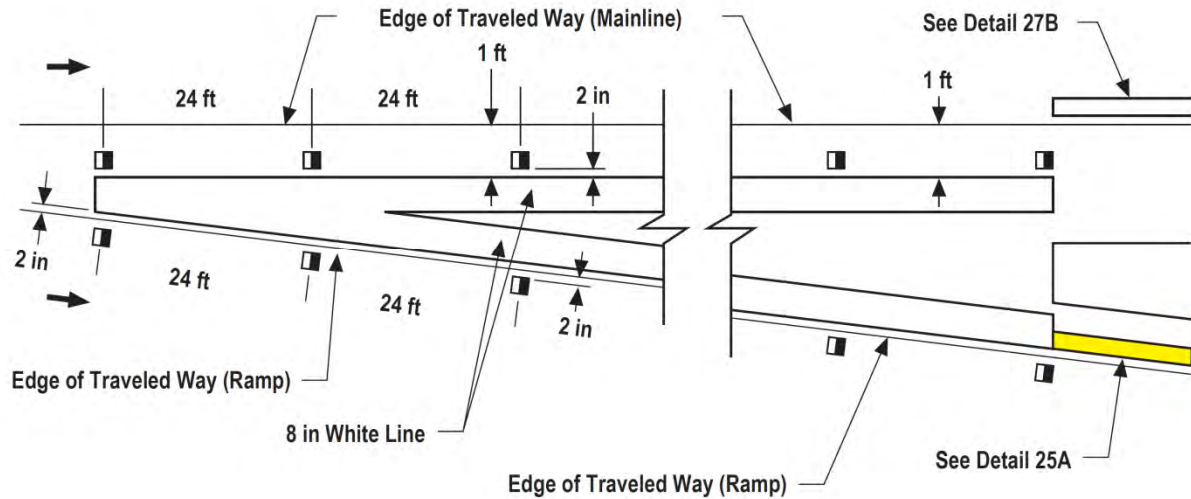 Edge of Traveled Way (Mainline)
See Detail 27B
1 ft
1 ft
24 ft
24 ft
2 in
2 in
24 ft
24 ft
2 in
Edge of Traveled Way (Ramp)
8 in White Line
See Detail 25A
Edge of Traveled Way (Ramp)